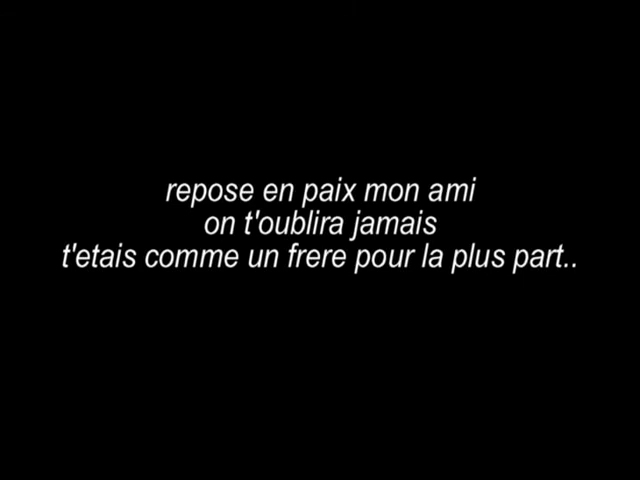 repose en paix mon ami
on t'oublira jamais
t'etais comme un frere pour la plus part..